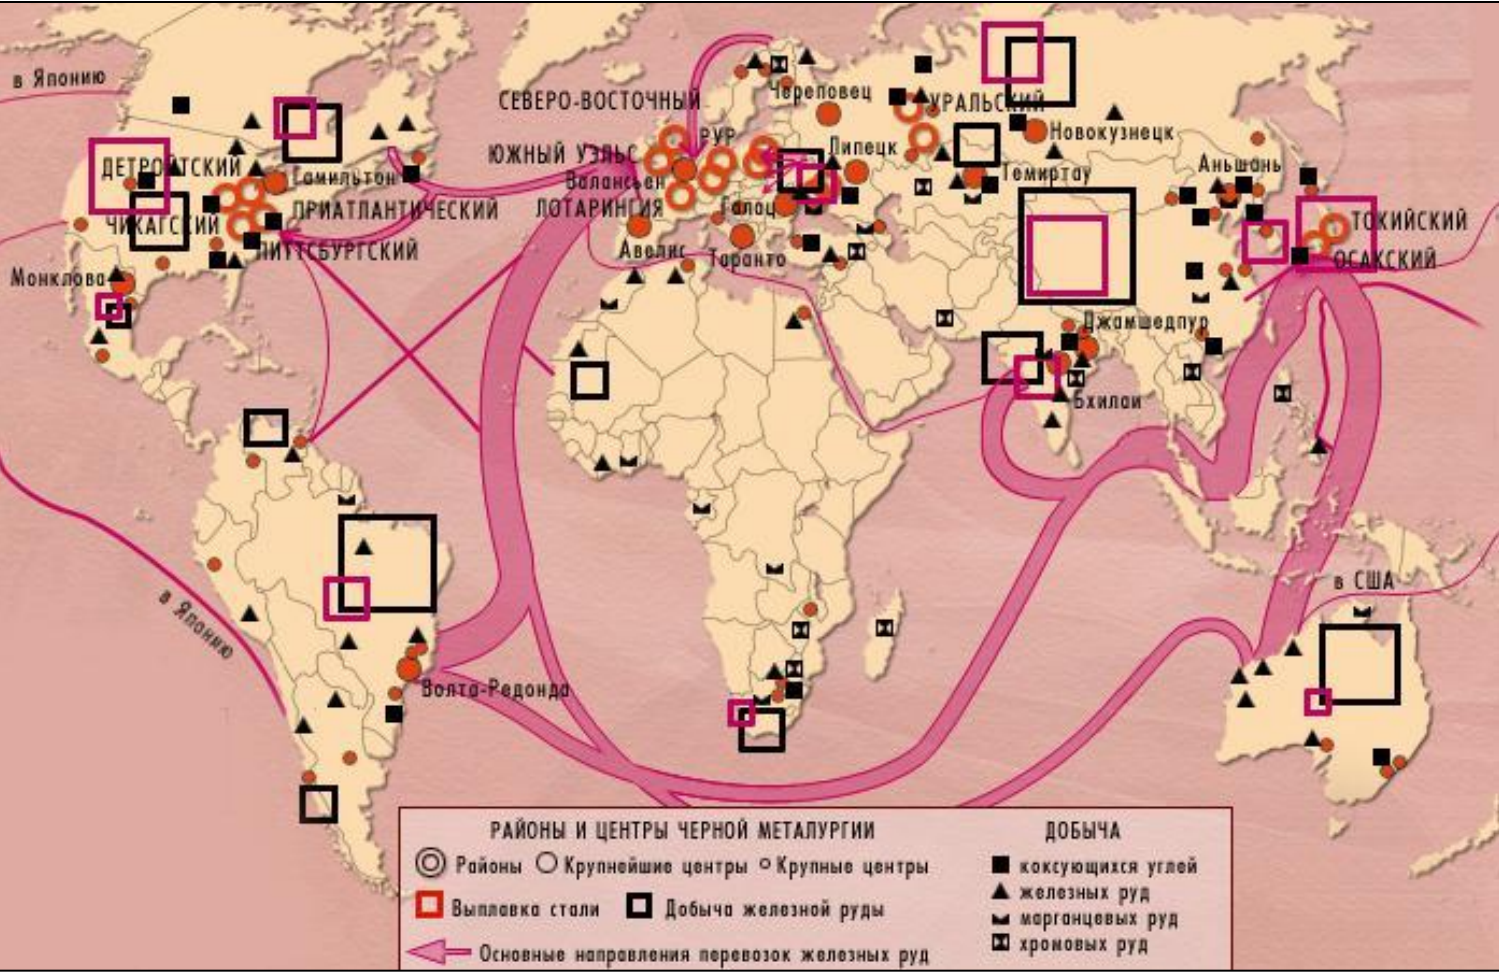 в Японию
СЕВЕРО-ВОСТОЧНЫЙ
Череповец
УРАЛЬСКИЙ
РУР
Новокузнецк
ЮЖНЫЙ УЭЛЬС
Липецк
ДЕТРОЙТСКИЙ
Гамильтон
Валансьен
Темиртау
Аньшань
ПРИАТЛАНТИЧЕСКИЙ
ЛОТАРИНГИЯ
Галац
ЧИКАГССИЙ
ТОКИЙСКИЙ
ПИТТСБУРГСКИЙ
Авелис
Таранто
ОСАКСКИЙ
Монклова
Джамшедпур
Бхилаи
в Японию
в США
Волта-Редонда
РАЙОНЫ И ЦЕНТРЫ ЧЕРНОЙ МЕТАЛУРГИИ
Районы
Крупнейшие центры
Крупные центры
Выплавка стали
Добыча железной руды
Основные направления перевозок железных руд
ДОБЫЧА
коксующихся углей
железных руд
марганцевых руд
хромовых руд